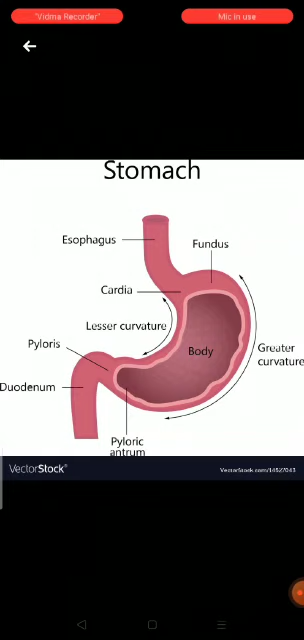 "Vidma Recorder"
Mic in use
Stomach
Esophagus
Fundus
Cardia
Lesser curvature
Body
Greater
curvature
Pyloris
Duodenum
Pyloric
antrum
VectorStock®
VectorStock.com/14527043